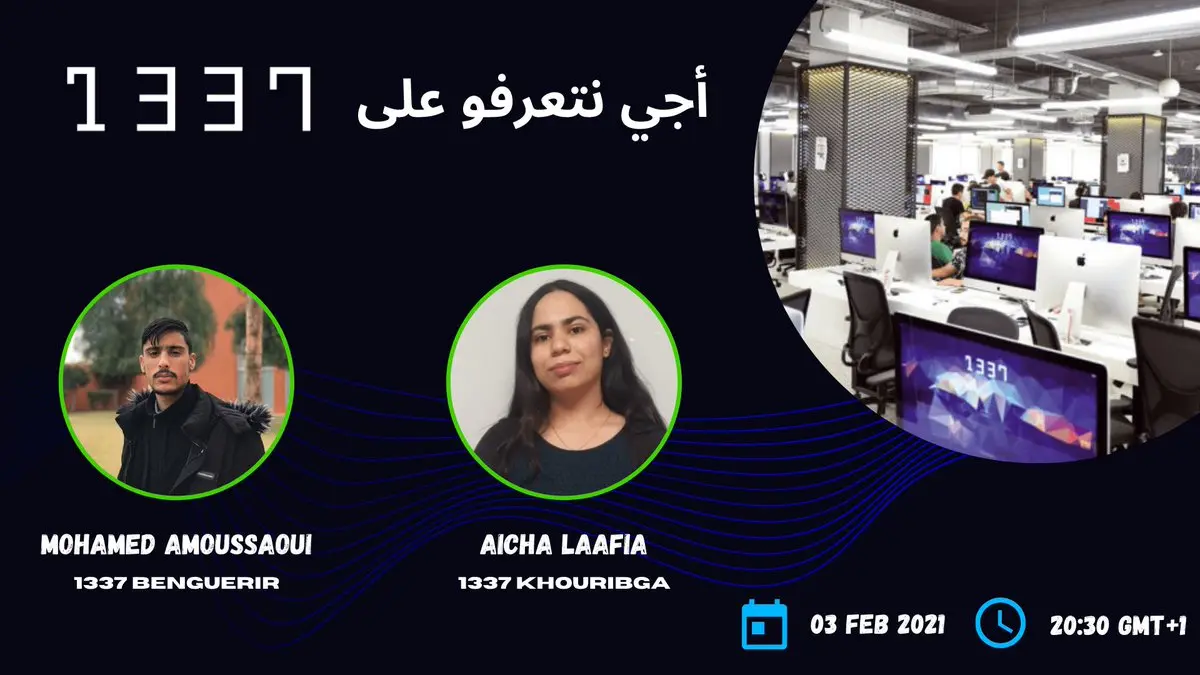 أجي نتعرفو على 1337
MOHAMED AMOUSSAOUI
1337 BENGUERIR
AICHA LAAFIA
1337 KHOURIBGA
03 FEB 2021
20:30 GMT+1
1337